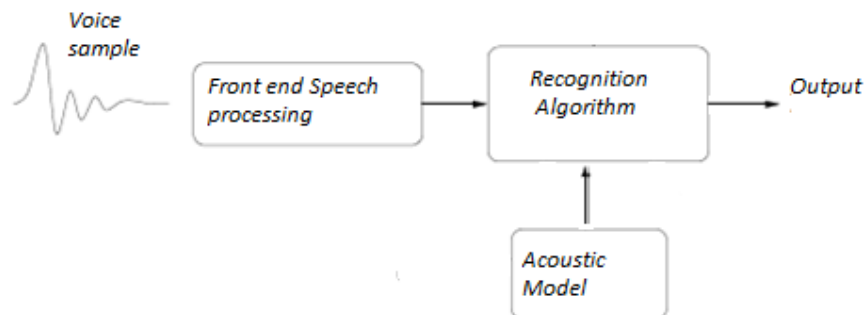 Voice
sample
Front end Speech
processing
Recognition
Algorithm
Output
Acoustic
Model